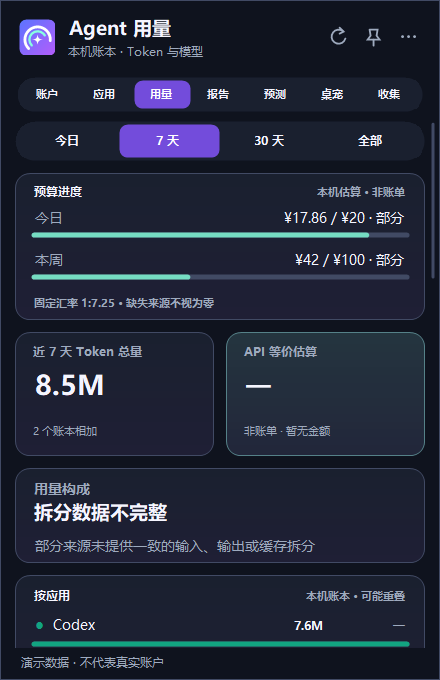 Agent 用量
本机账本 · Token 与模型
账户 应用 用量 报告 预测 桌宠 收集
今日 7 天 30 天 全部
预算进度 本机估算 • 非账单
今日 ¥17.86 / ¥20 · 部分
本周 ¥42 / ¥100 · 部分
固定汇率 1:7.25 • 缺失来源不视为零
近 7 天 Token 总量
8.5M
2 个账本相加
API 等价估算
—
非账单 · 暂无金额
用量构成
拆分数据不完整
部分来源未提供一致的输入、输出或缓存拆分
按应用 本机账本 • 可能重叠
Codex 7.6M —
演示数据 · 不代表真实账户